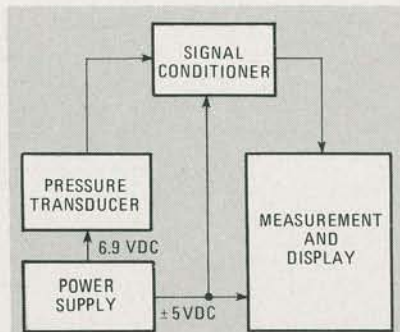 SIGNAL
CONDITIONER
PRESSURE
TRANSDUCER
6.9 VDC
MEASUREMENT
AND
DISPLAY
POWER
SUPPLY
±5VDC